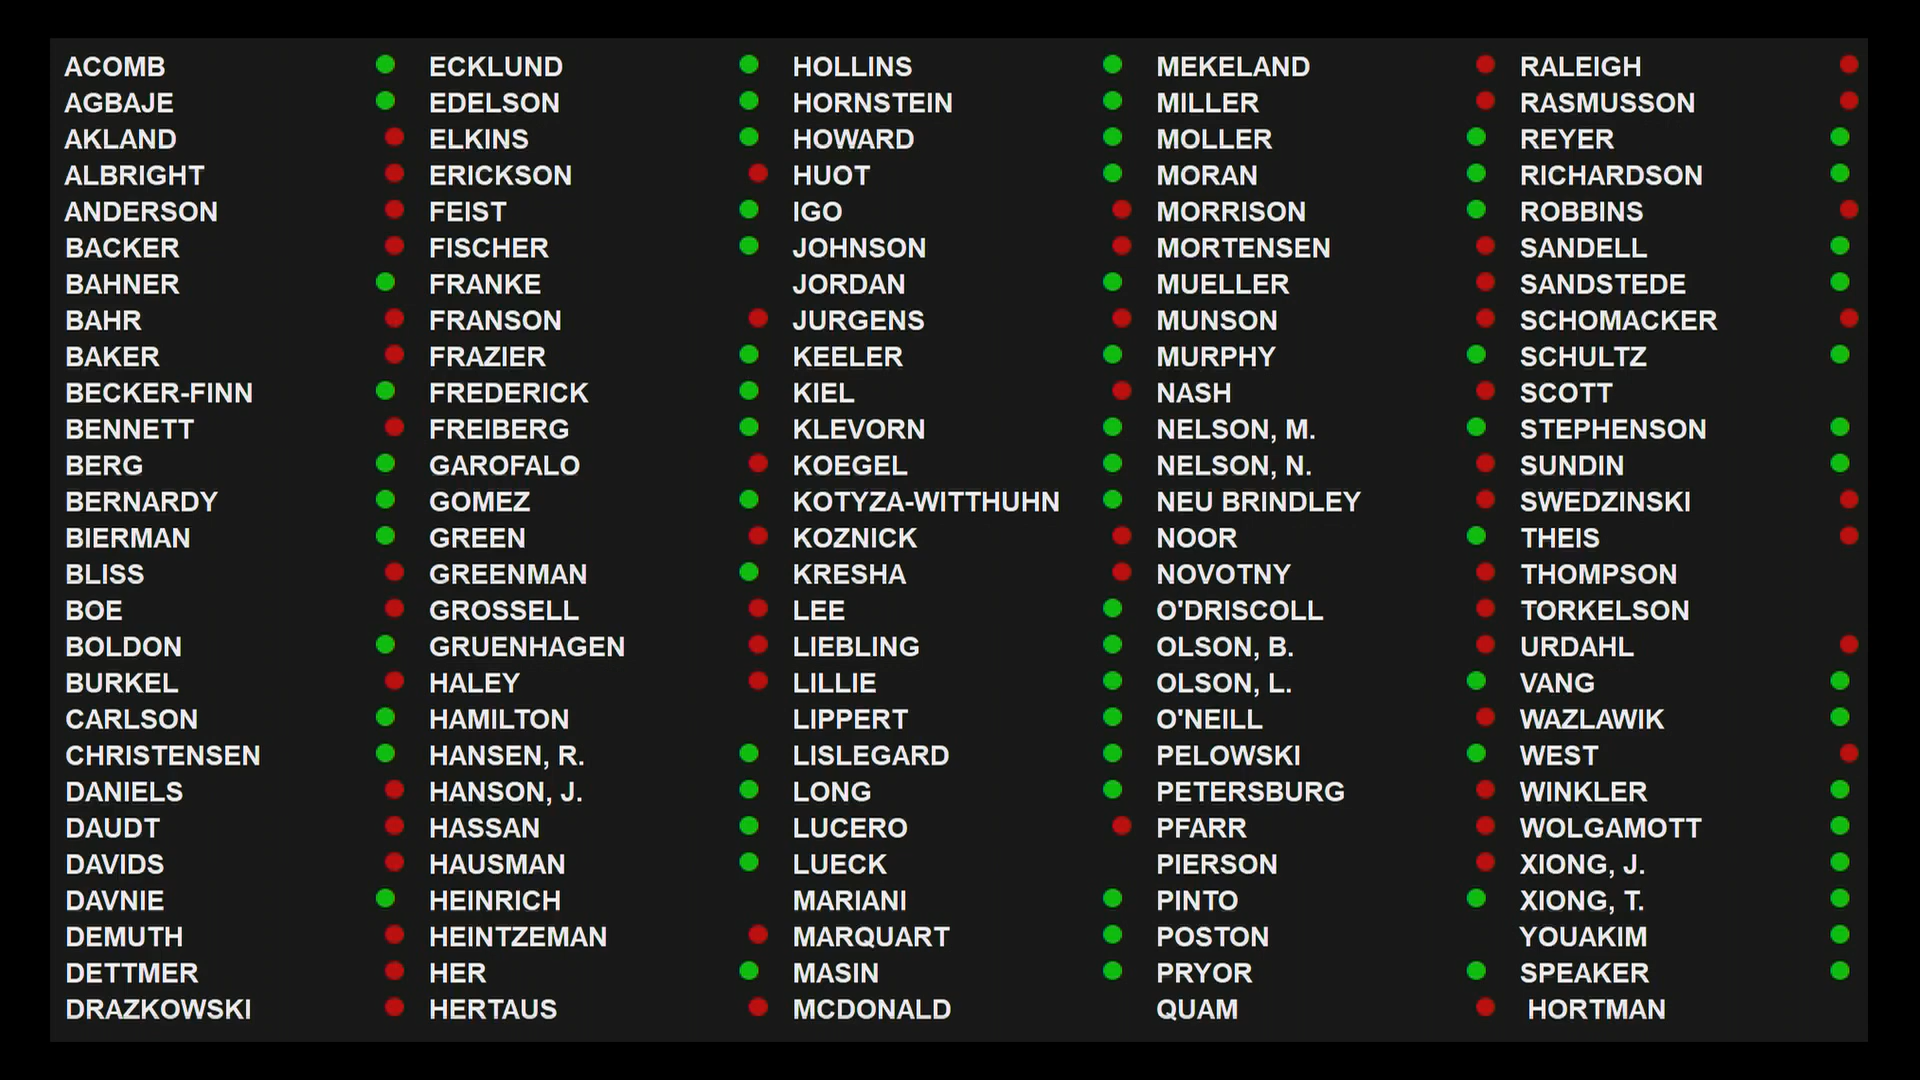 ACOMB
AGBAJE
AKLAND
ALBRIGHT
ANDERSON
BACKER
BAHNER
BAHR
BAKER
BECKER-FINN
BENNETT
BERG
BERNARDY
BIERMAN
BLISS
BOE
BOLDON
BURKEL
CARLSON
CHRISTENSEN
DANIELS
DAUDT
DAVIDS
DAVNIE
DEMUTH
DETTMER
DRAZKOWSKI
ECKLUND
EDELSON
ELKINS
ERICKSON
FEIST
FISCHER
FRANKE
FRANSON
FRAZIER
FREDERICK
FREIBERG
GAROFALO
GOMEZ
GREEN
GREENMAN
GROSSELL
GRUENHAGEN
HALEY
HAMILTON
HANSEN, R.
HANSON, J.
HASSAN
HAUSMAN
HEINRICH
HEINTZEMAN
HER
HERTAUS
HOLLINS
HORNSTEIN
HOWARD
HUOT
IGO
JOHNSON
JORDAN
JURGENS
KEELER
KIEL
KLEVORN
KOEGEL
KOTYZA-WITTHUHN
KOZNICK
KRESHA
LEE
LIEBLING
LILLIE
LIPPERT
LISLEGARD
LONG
LUCERO
LUECK
MARIANI
MARQUART
MASIN
MCDONALD
MEKELAND
MILLER
MOLLER
MORAN
MORRISON
MORTENSEN
MUELLER
MUNSON
MURPHY
NASH
NELSON, M.
NELSON, N.
NEU BRINDLEY
NOOR
NOVOTNY
O'DRISCOLL
OLSON, B.
OLSON, L.
O'NEILL
PELOWSKI
PETERSBURG
PFARR
PIERSON
PINTO
POSTON
PRYOR
QUAM
RALEIGH
RASMUSSON
REYER
RICHARDSON
ROBBINS
SANDELL
SANDSTEDE
SCHOMACKER
SCHULTZ
SCOTT
STEPHENSON
SUNDIN
SWEDZINSKI
THEIS
THOMPSON
TORKELSON
URDAHL
VANG
WAZLAWIK
WEST
WINKLER
WOLGAMOTT
XIONG, J.
XIONG, T.
YOUAKIM
SPEAKER
HORTMAN